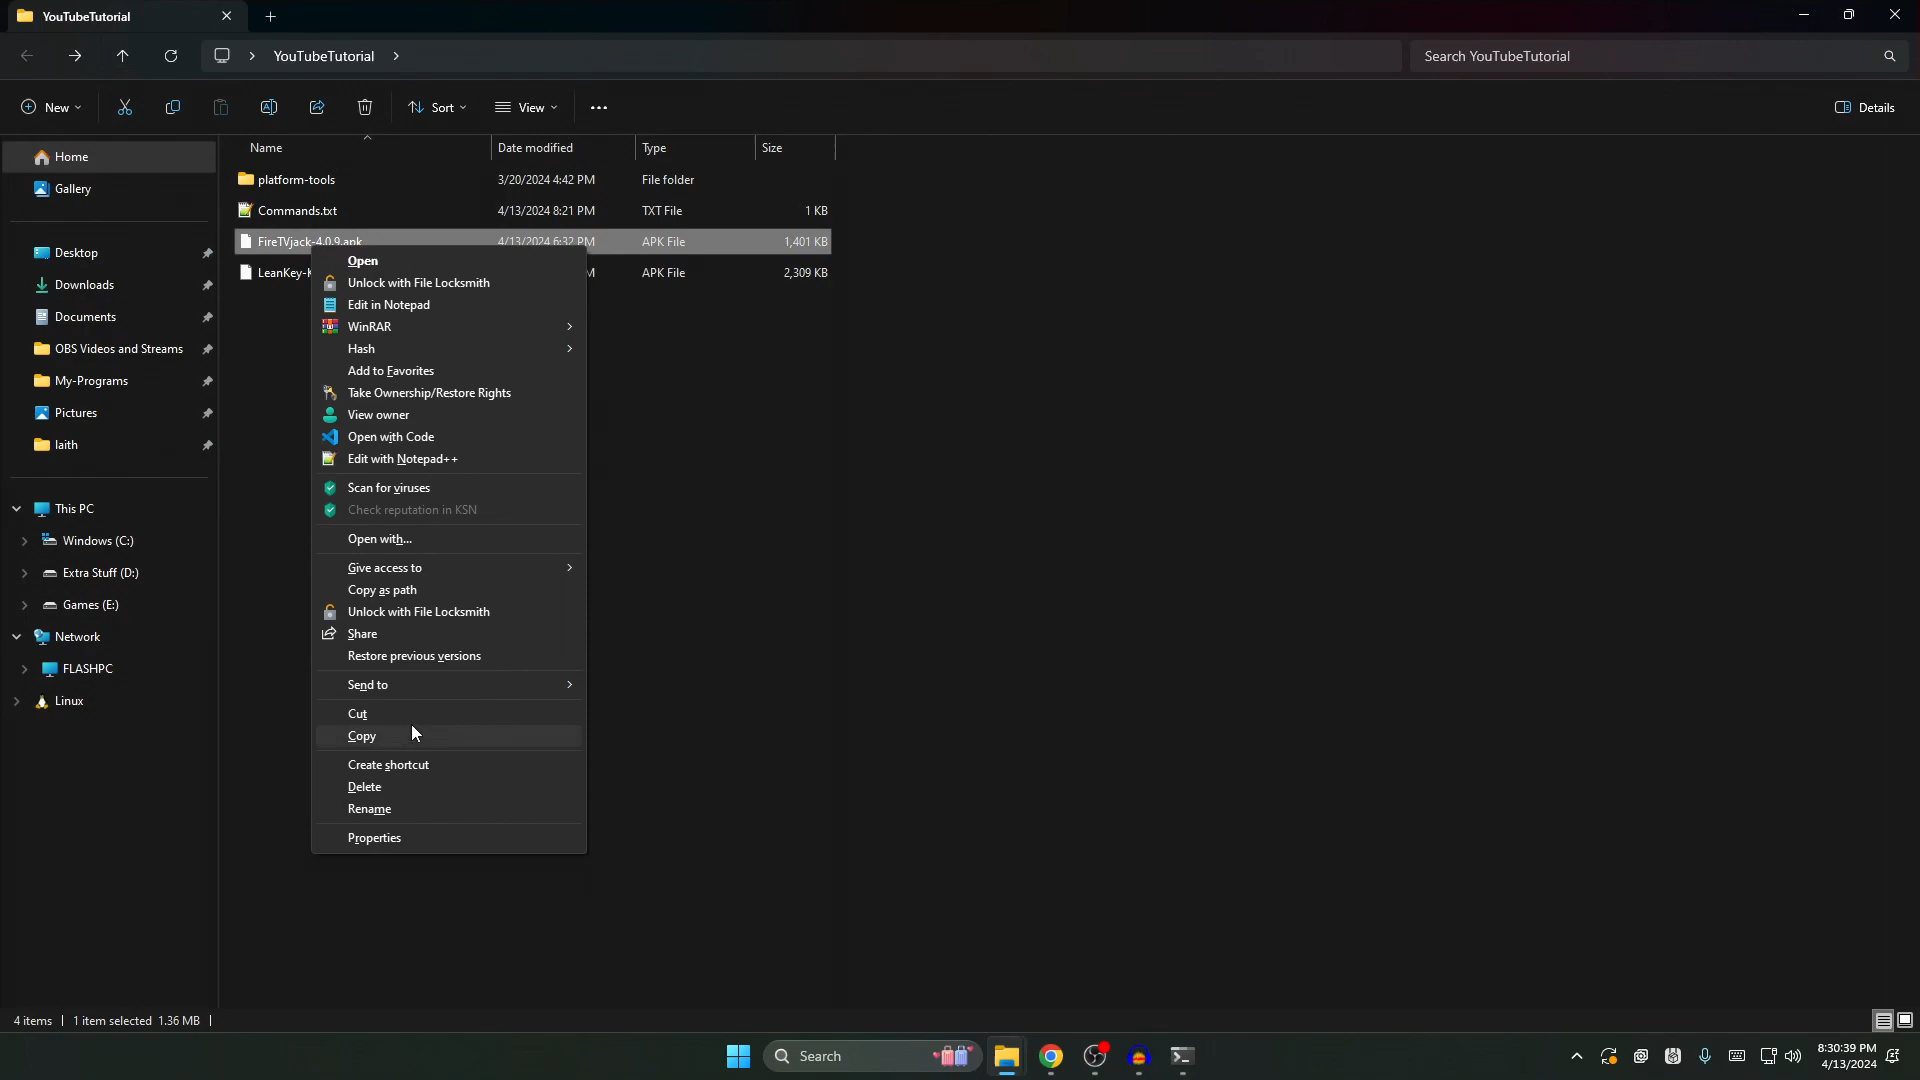 YouTubeTutorial
YouTubeTutorial
Search YouTubeTutorial
New
Sort
View
Details
Home
Gallery
Desktop
Downloads
Documents
OBS Videos and Streams
My-Programs
Pictures
laith
This PC
Windows (C:)
Extra Stuff (D:)
Games (E:)
Network
FLASHPC
Linux
Name Date modified Type Size
platform-tools 3/20/2024 4:42 PM File folder
Commands.txt 4/13/2024 8:21 PM TXT File 1 KB
FireTVjack-4.0.9.apk 4/13/2024 6:32 PM APK File 1,401 KB
LeanKey-K M APK File 2,309 KB
Open
Unlock with File Locksmith
Edit in Notepad
WinRAR
Hash
Add to Favorites
Take Ownership/Restore Rights
View owner
Open with Code
Edit with Notepad++
Scan for viruses
Check reputation in KSN
Open with...
Give access to
Copy as path
Unlock with File Locksmith
Share
Restore previous versions
Send to
Cut
Copy
Create shortcut
Delete
Rename
Properties
4 items 1 item selected 1.36 MB
Search
8:30:39 PM
4/13/2024